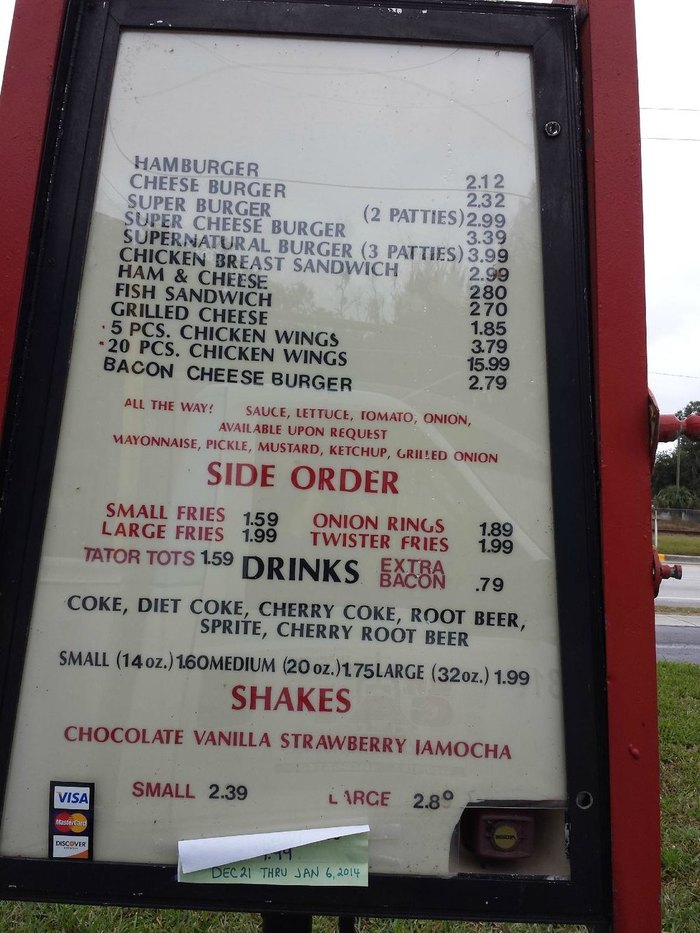 HAMBURGER 2.12
CHEESE BURGER 2.32
SUPER BURGER (2 PATTIES) 2.99
SUPER CHEESE BURGER 3.39
SUPERNATURAL BURGER (3 PATTIES) 3.99
CHICKEN BREAST SANDWICH 2.99
HAM & CHEESE 280
FISH SANDWICH 270
GRILLED CHEESE 1.85
5 PCS. CHICKEN WINGS 3.79
20 PCS. CHICKEN WINGS 15.99
BACON CHEESE BURGER 2.79
ALL THE WAY! SAUCE, LETTUCE, TOMATO, ONION,
AVAILABLE UPON REQUEST
MAYONNAISE, PICKLE, MUSTARD, KETCHUP, GRILLED ONION
SIDE ORDER
SMALL FRIES 1.59 ONION RINGS 1.89
LARGE FRIES 1.99 TWISTER FRIES 1.99
TATOR TOTS 1.59 EXTRA BACON .79
DRINKS
COKE, DIET COKE, CHERRY COKE, ROOT BEER,
SPRITE, CHERRY ROOT BEER
SMALL (14 oz.) 1.60 MEDIUM (20 oz.) 1.75 LARGE (32 oz.) 1.99
SHAKES
CHOCOLATE VANILLA STRAWBERRY JAMOCHA
SMALL 2.39 LARGE 2.89
VISA
MasterCard
DISCOVER
DEC 21 THRU JAN 6, 2014